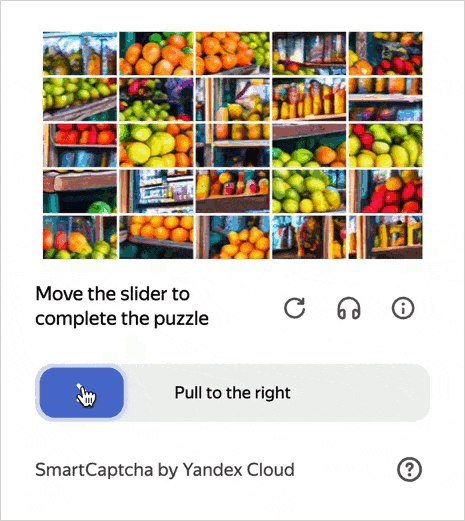 Move the slider to
complete the puzzle
Pull to the right
SmartCaptcha by Yandex Cloud